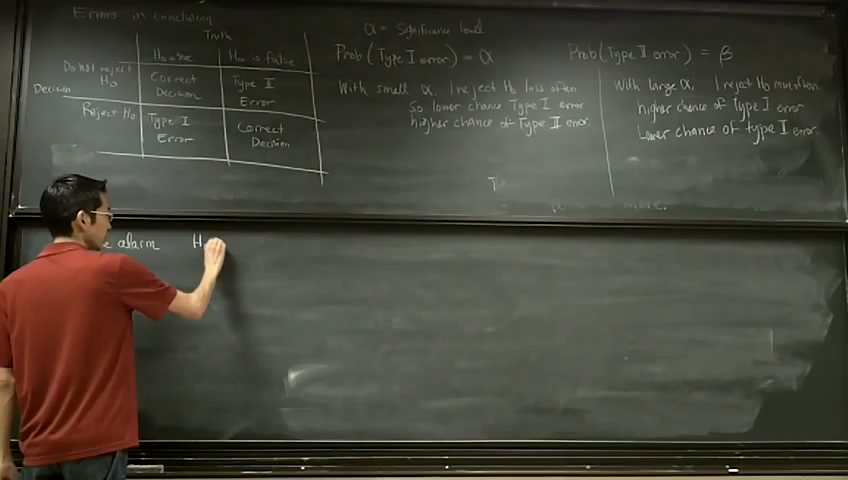 Errors in conclusion
Truth
H₀ true
H₀ is false
Decision
Do not reject H₀
Correct Decision
Type II Error
Reject H₀
Type I Error
Correct Decision
α = Significance level
Prob (Type I error) = α
With small α, I reject H₀ less often
So lower chance Type I error
higher chance of Type II error
Prob (Type II error) = β
With large α, I reject H₀ more often
higher chance of Type I error
Lower chance of type I error.
more.
alarm H